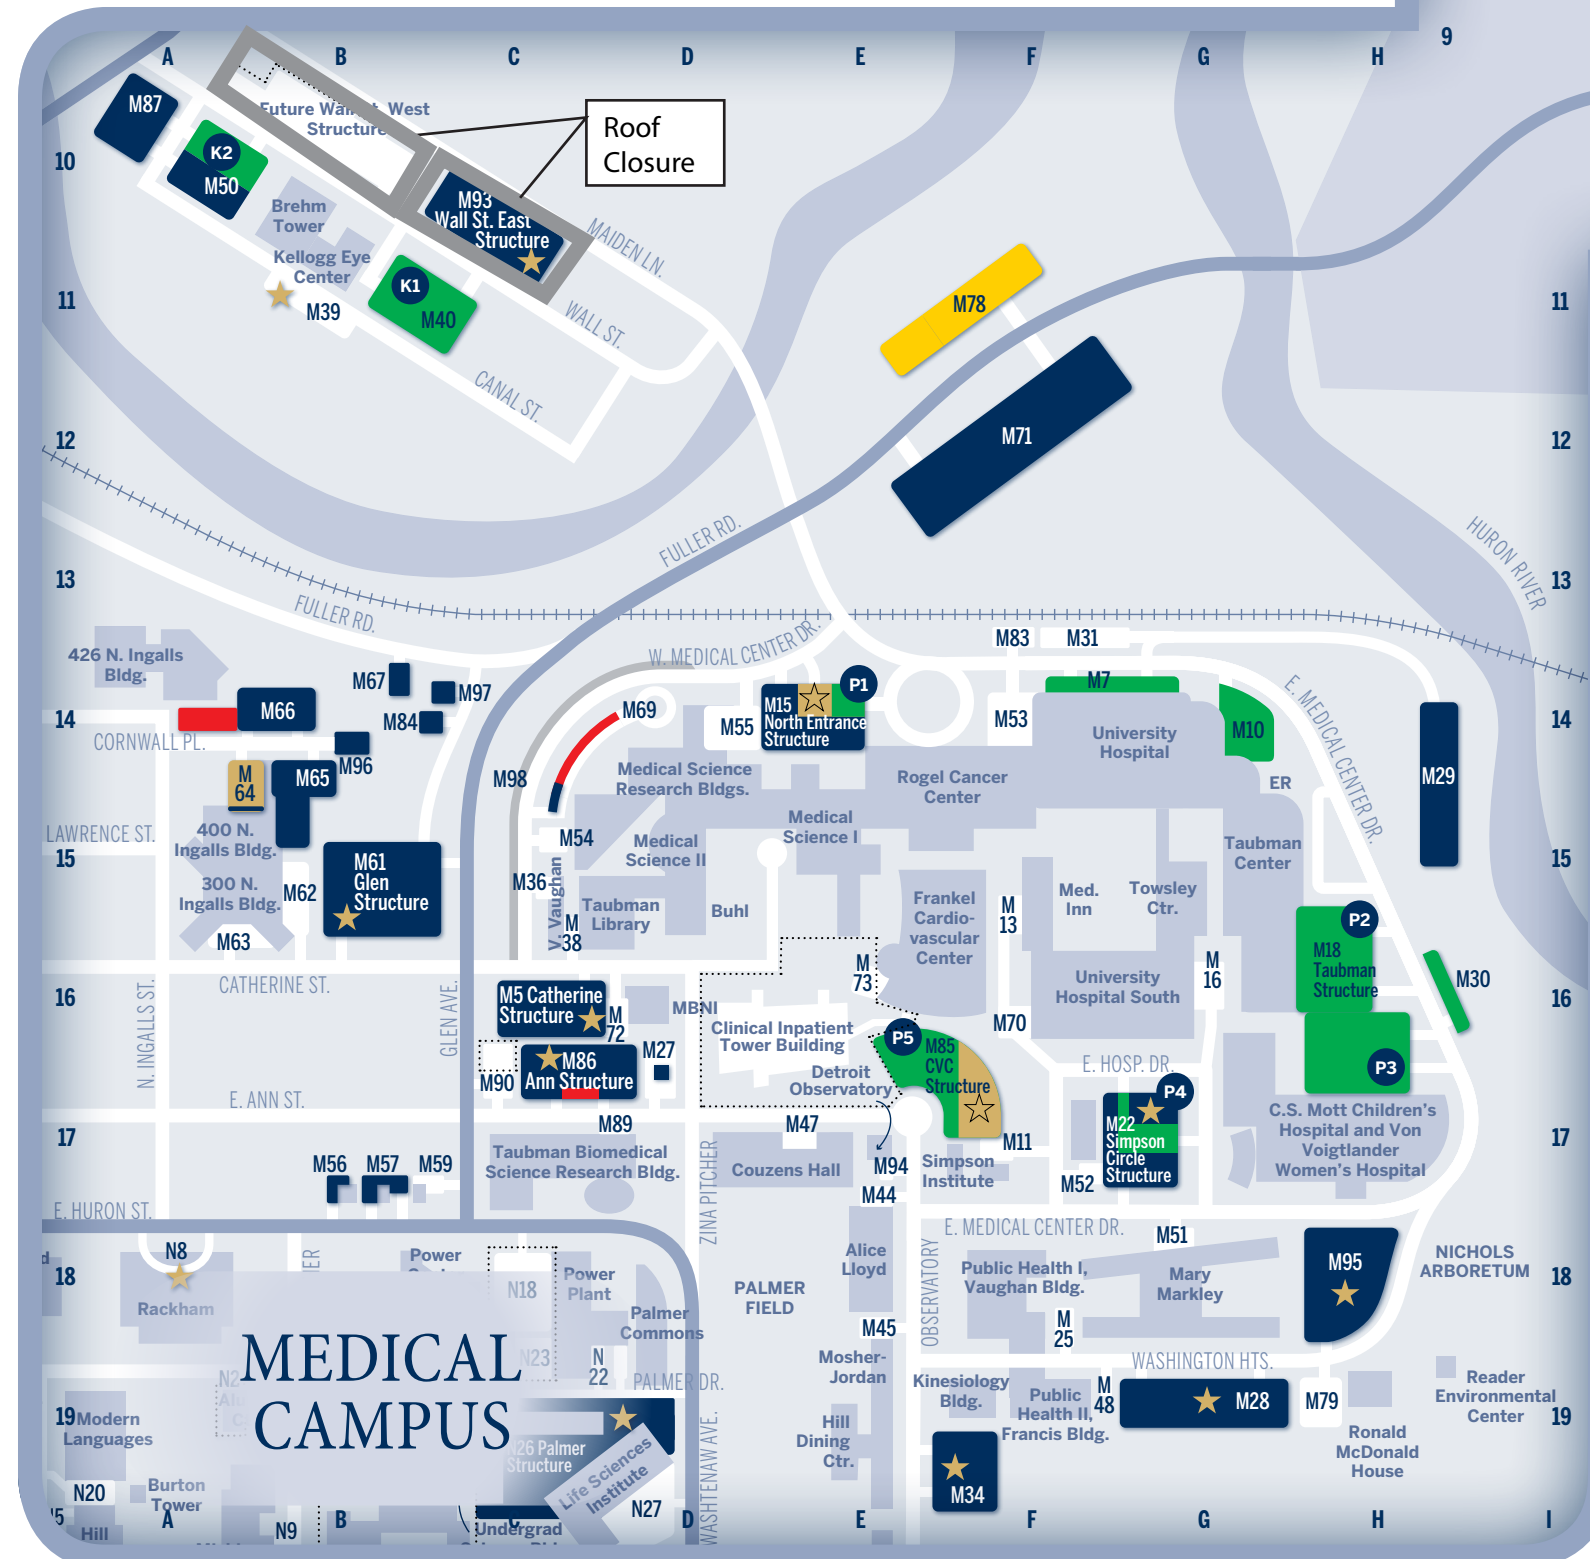 A
B
C
D
E
F
G
H
9
M87
K2
M50
Future Wall St. West
Structure
Roof
Closure
10
Brehm
Tower
Kellogg Eye
Center
M93
Wall St. East
Structure
MAIDEN LN.
11
M39
K1
M40
WALL ST.
CANAL ST.
M78
11
12
M71
12
FULLER RD.
HURON RIVER
13
FULLER RD.
13
426 N. Ingalls
Bldg.
M67
M97
M84
W. MEDICAL CENTER DR.
M83
M31
E. MEDICAL CENTER DR.
14
M66
CORNWALL PL.
M96
M
64
M65
M98
M69
M55
P1
M15
North Entrance
Structure
M53
M7
University
Hospital
M10
ER
M29
14
Medical Science
Research Bldgs.
Rogel Cancer
Center
LAWRENCE ST.
400 N.
Ingalls Bldg.
15
300 N.
Ingalls Bldg.
M62
M63
M61
Glen
Structure
M54
M36
V. Vaughan
M
38
Medical
Science II
Medical
Science I
Taubman
Library
Buhl
Frankel
Cardio-
vascular
Center
M
13
Med.
Inn
Towsley
Ctr.
Taubman
Center
15
P2
M18
Taubman
Structure
M30
16
CATHERINE ST.
N. INGALLS ST.
GLEN AVE.
M5 Catherine
Structure
M
72
MBNI
M
73
Clinical Inpatient
Tower Building
University
Hospital South
M
16
M70
16
M90
M86
Ann Structure
M27
Detroit
Observatory
P5
M85
CVC
Structure
E. HOSP. DR.
P3
P4
M22
Simpson
Circle
Structure
C.S. Mott Children's
Hospital and Von
Voigtlander
Women's Hospital
E. ANN ST.
17
M89
M47
M11
17
Taubman Biomedical
Science Research Bldg.
ZINA PITCHER
Couzens Hall
M94
Simpson
Institute
M52
M56
M57
M59
M44
E. HURON ST.
E. MEDICAL CENTER DR.
M51
N8
Rackham
18
Power
N18
Power
Plant
Palmer
Commons
PALMER
FIELD
Alice
Lloyd
OBSERVATORY
Public Health I,
Vaughan Bldg.
Mary
Markley
M95
NICHOLS
ARBORETUM
18
M45
M
25
MEDICAL
CAMPUS
N23
N
22
PALMER DR.
Mosher-
Jordan
WASHINGTON HTS.
Kinesiology
Bldg.
Public
Health II,
Francis Bldg.
M
48
M28
M79
Reader
Environmental
Center
19
Modern
Languages
N26 Palmer
Structure
Life Sciences
Institute
WASHTENAW AVE.
Hill
Dining
Ctr.
Ronald
McDonald
House
19
N20
Burton
Tower
N27
M34
Hill
N9
Undergrad
A
B
C
D
E
F
G
H
I